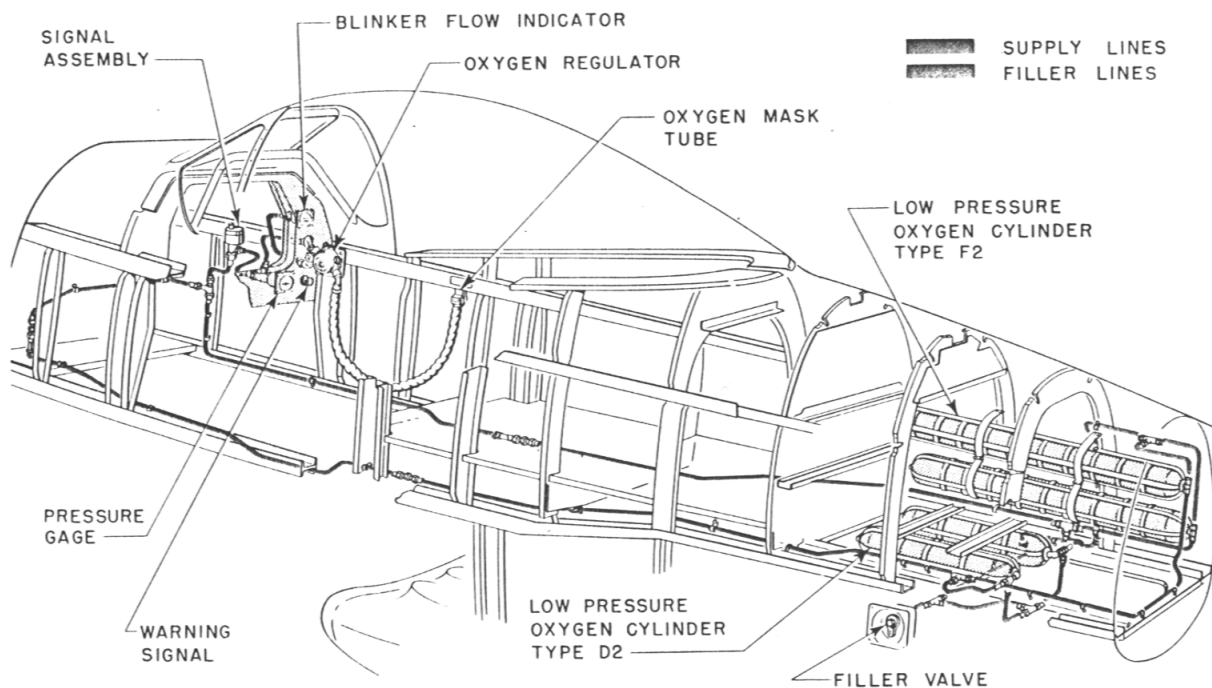 BLINKER FLOW INDICATOR
SIGNAL
ASSEMBLY
OXYGEN REGULATOR
SUPPLY LINES
FILLER LINES
OXYGEN MASK
TUBE
LOW PRESSURE
OXYGEN CYLINDER
TYPE F2
PRESSURE
GAGE
WARNING
SIGNAL
LOW PRESSURE
OXYGEN CYLINDER
TYPE D2
FILLER VALVE